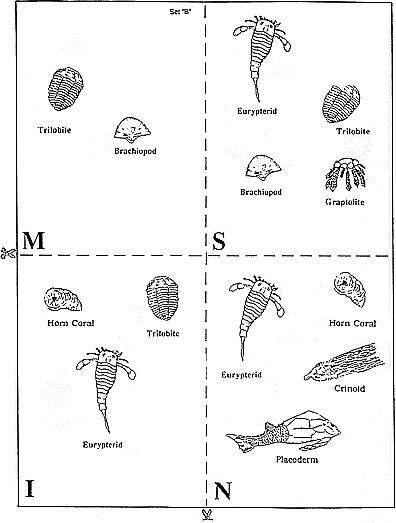 Set "B"
Trilobite
Brachiopod
M
Eurypterid
Trilobite
Brachiopod
Graptolite
S
Horn Coral
Trilobite
Eurypterid
I
Eurypterid
Horn Coral
Crinoid
Placoderm
N